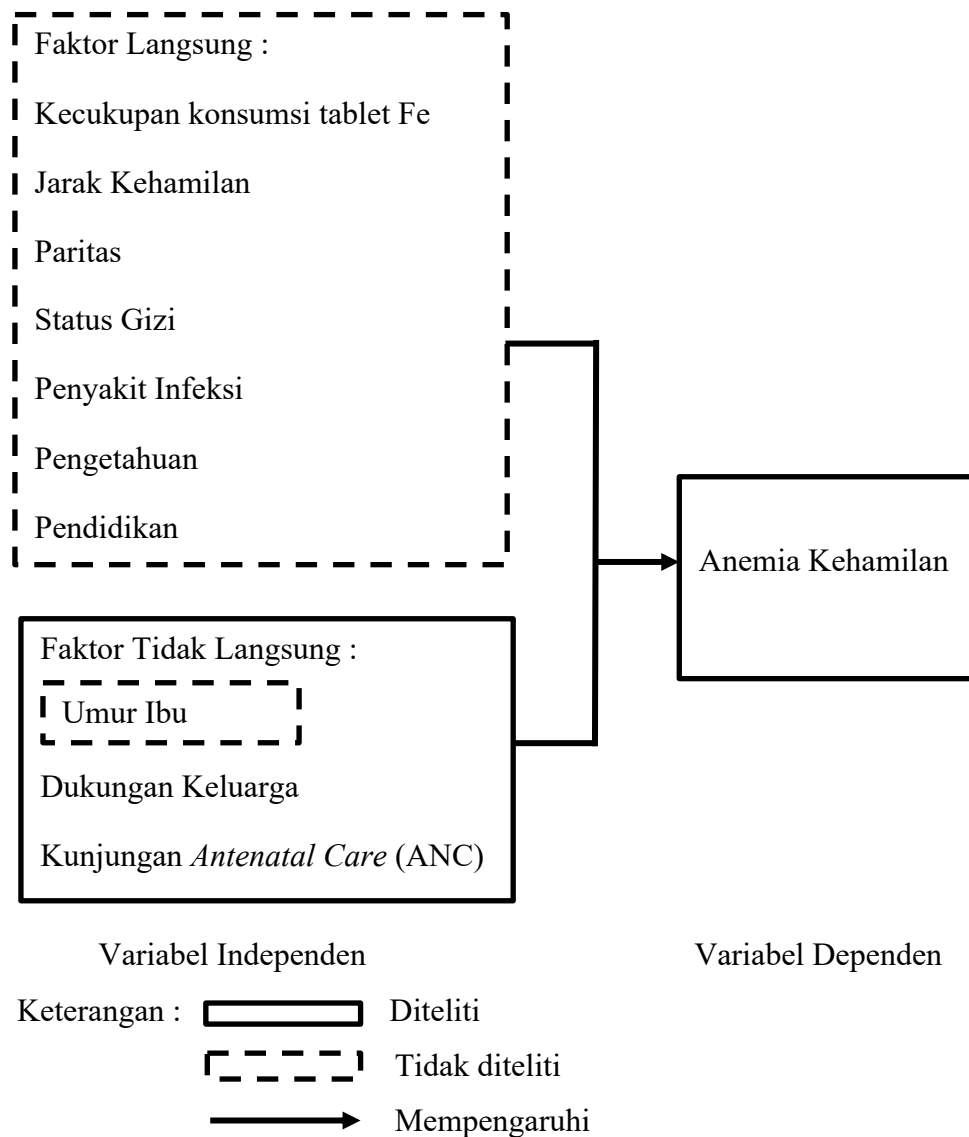 Faktor Langsung :
Kecukupan konsumsi tablet Fe
Jarak Kehamilan
Paritas
Status Gizi
Penyakit Infeksi
Pengetahuan
Pendidikan
Anemia Kehamilan
Faktor Tidak Langsung :
Umur Ibu
Dukungan Keluarga
Kunjungan Antenatal Care (ANC)
Variabel Independen
Variabel Dependen
Keterangan :
Diteliti
Tidak diteliti
Mempengaruhi